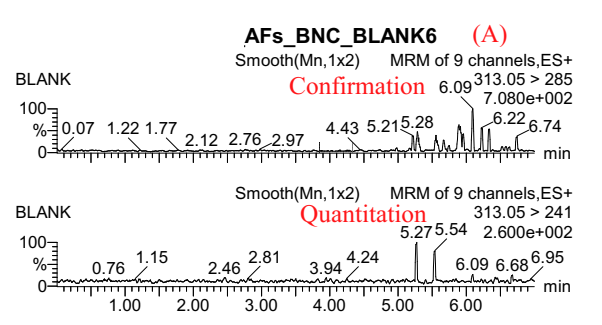 AFs_BNC_BLANK6 (A)
Smooth(Mn,1x2) MRM of 9 channels,ES+
BLANK Confirmation 6.09 313.05 > 285
7.080e+002
100
% 0.07 1.22 1.77 2.12 2.76 2.97 4.43 5.21 5.28 6.22 6.74
0 min
Smooth(Mn,1x2) MRM of 9 channels,ES+
BLANK Quantitation 313.05 > 241
5.27 5.54 2.600e+002
100
% 0.76 1.15 2.46 2.81 3.94 4.24 6.09 6.68 6.95
0 min
1.00 2.00 3.00 4.00 5.00 6.00